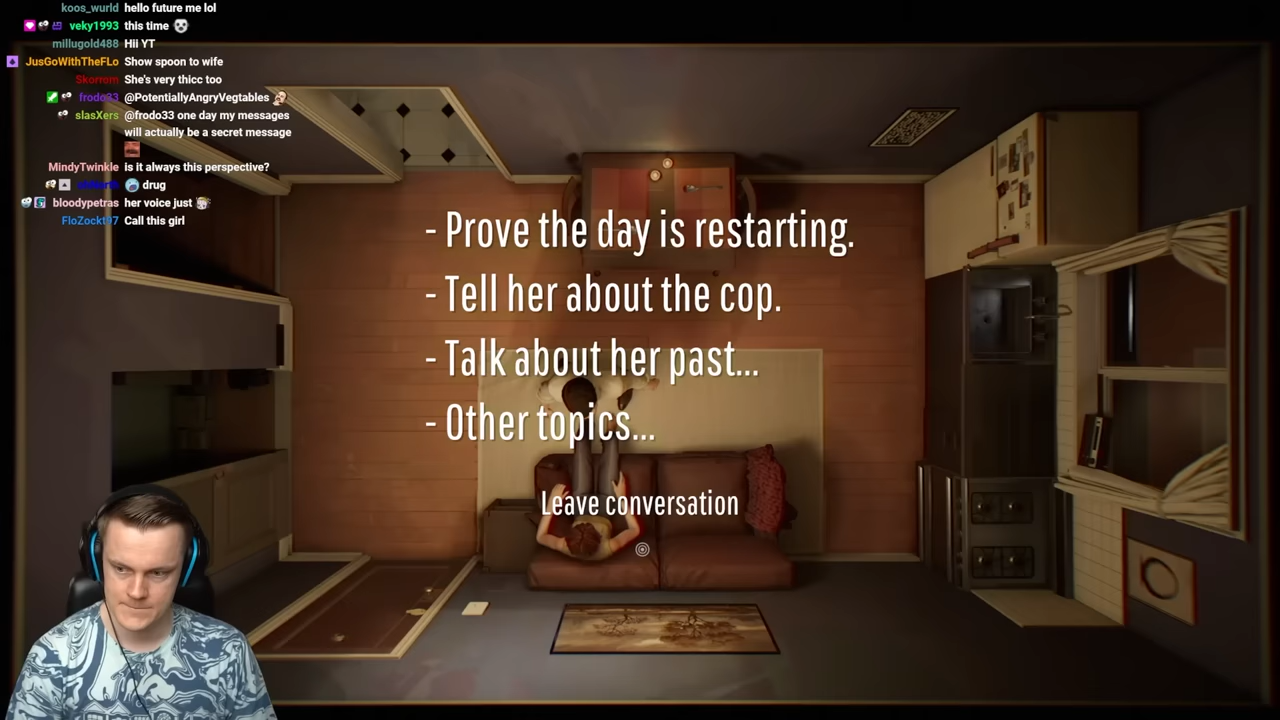 koos_wurld hello future me lol
veky1993 this time
millugold488 Hii YT
JusGoWithTheFLo Show spoon to wife
Skorrom She's very thicc too
frodo33 @PotentiallyAngryVegtables
slasXers @frodo33 one day my messages
will actually be a secret message
MindyTwinkle is it always this perspective?
drug
bloodypetras her voice just
FloZockt97 Call this girl
- Prove the day is restarting.
- Tell her about the cop.
- Talk about her past...
- Other topics...
Leave conversation